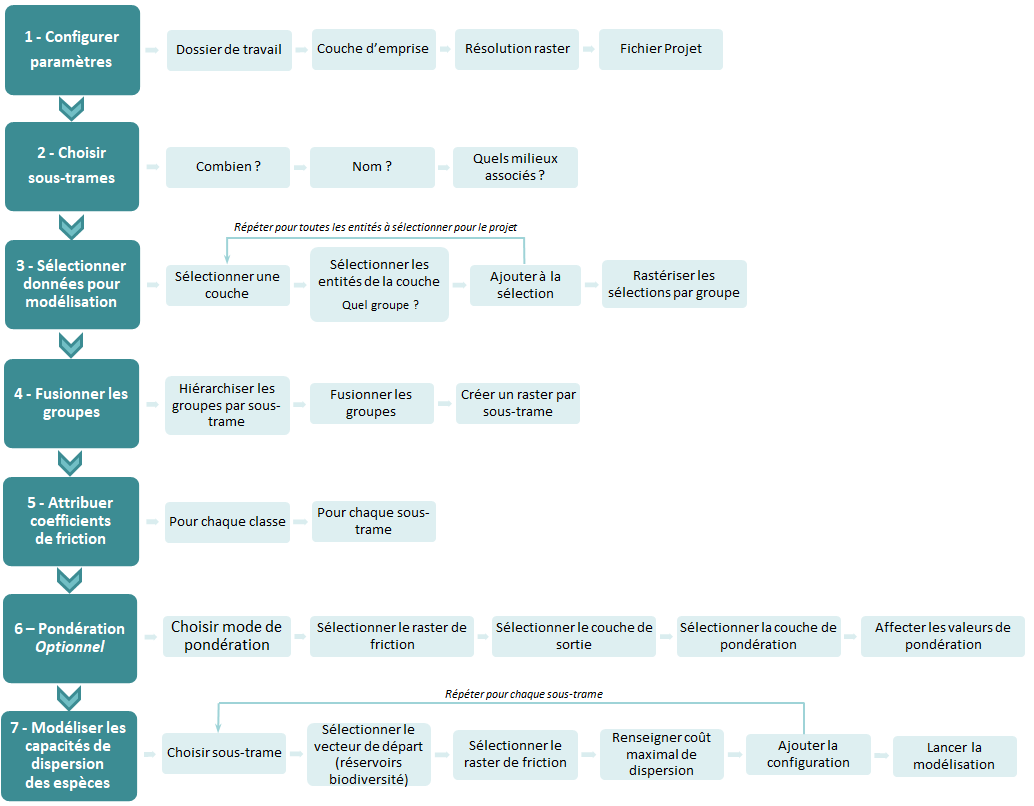 1 - Configurer
paramètres
Dossier de travail
Couche d'emprise
Résolution raster
Fichier Projet
2 - Choisir
sous-trames
Combien ?
Nom ?
Quels milieux
associés ?
Répéter pour toutes les entités à sélectionner pour le projet
3 - Sélectionner
données pour
modélisation
Sélectionner une
couche
Sélectionner les
entités de la couche
Quel groupe ?
Ajouter à la
sélection
Rastériser les
sélections par groupe
4 - Fusionner les
groupes
Hiérarchiser les
groupes par sous-
trame
Fusionner les
groupes
Créer un raster par
sous-trame
5 - Attribuer
coefficients
de friction
Pour chaque classe
Pour chaque sous-
trame
6 – Pondération
Optionnel
Choisir mode de
pondération
Sélectionner le raster de
friction
Sélectionner le couche de
sortie
Sélectionner la couche de
pondération
Affecter les valeurs de
pondération
Répéter pour chaque sous-trame
7 - Modéliser les
capacités de
dispersion
des espèces
Choisir sous-trame
Sélectionner le
vecteur de départ
(réservoirs
biodiversité)
Sélectionner le
raster de friction
Renseigner coût
maximal de
dispersion
Ajouter la
configuration
Lancer la
modélisation